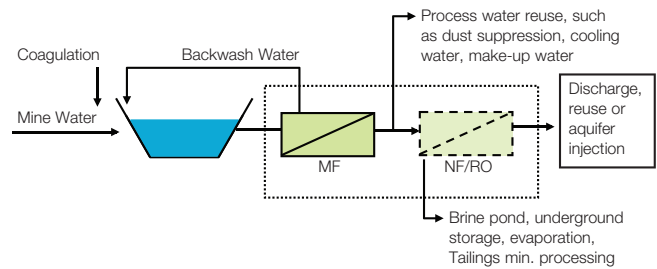 Process water reuse, such
as dust suppression, cooling
water, make-up water
Coagulation
Backwash Water
Mine Water
MF
NF/RO
Discharge,
reuse or
aquifer
injection
Brine pond, underground
storage, evaporation,
Tailings min. processing